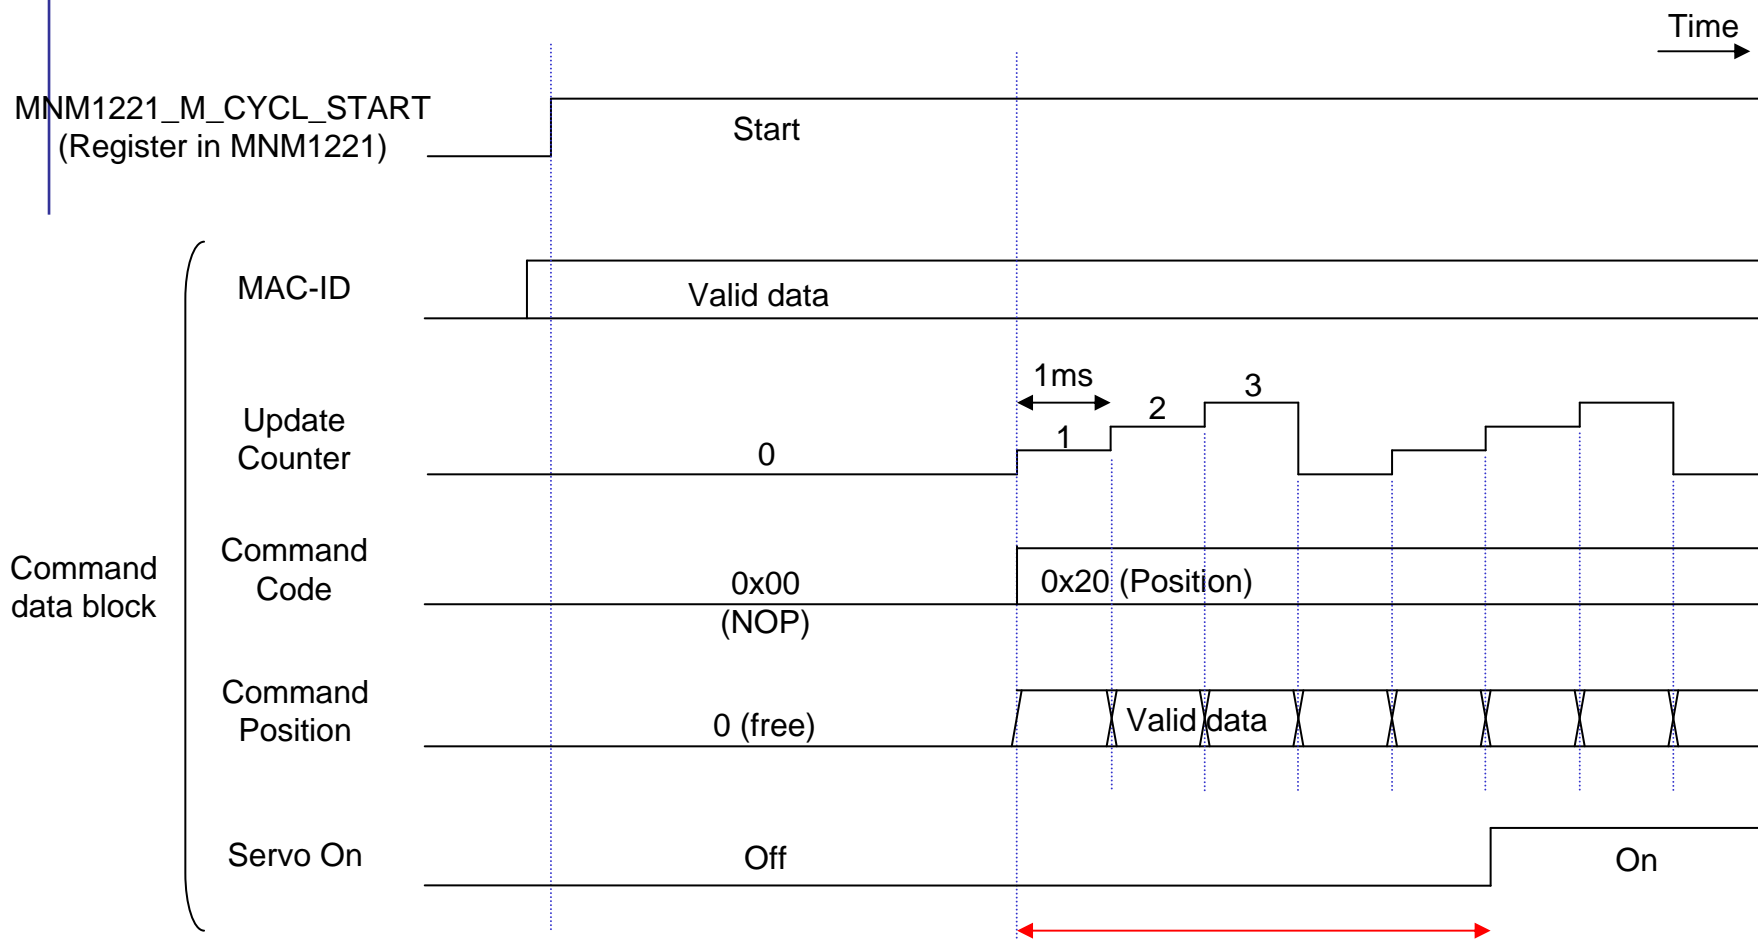 Time
MNM1221_M_CYCL_START
(Register in MNM1221)
Start
MAC-ID
Valid data
1ms
3
2
1
Update
Counter
0
Command
Code
0x00
(NOP)
0x20 (Position)
Command
data block
Command
Position
0 (free)
Valid data
Servo On
Off
On